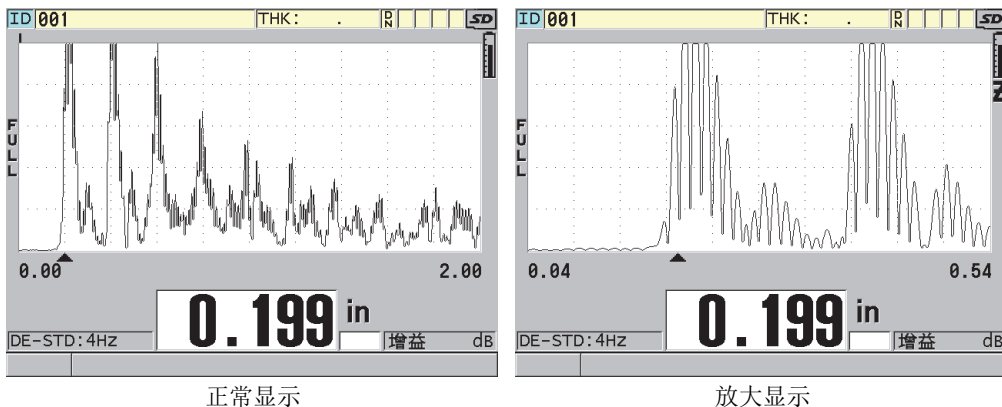 ID 001 THK: . DN SD
FULL
0.00 2.00
0.199 in
DE-STD:4Hz 增益 dB
正常显示
ID 001 THK: . DN SD
Z
FULL
0.04 0.54
0.199 in
DE-STD:4Hz 增益 dB
放大显示